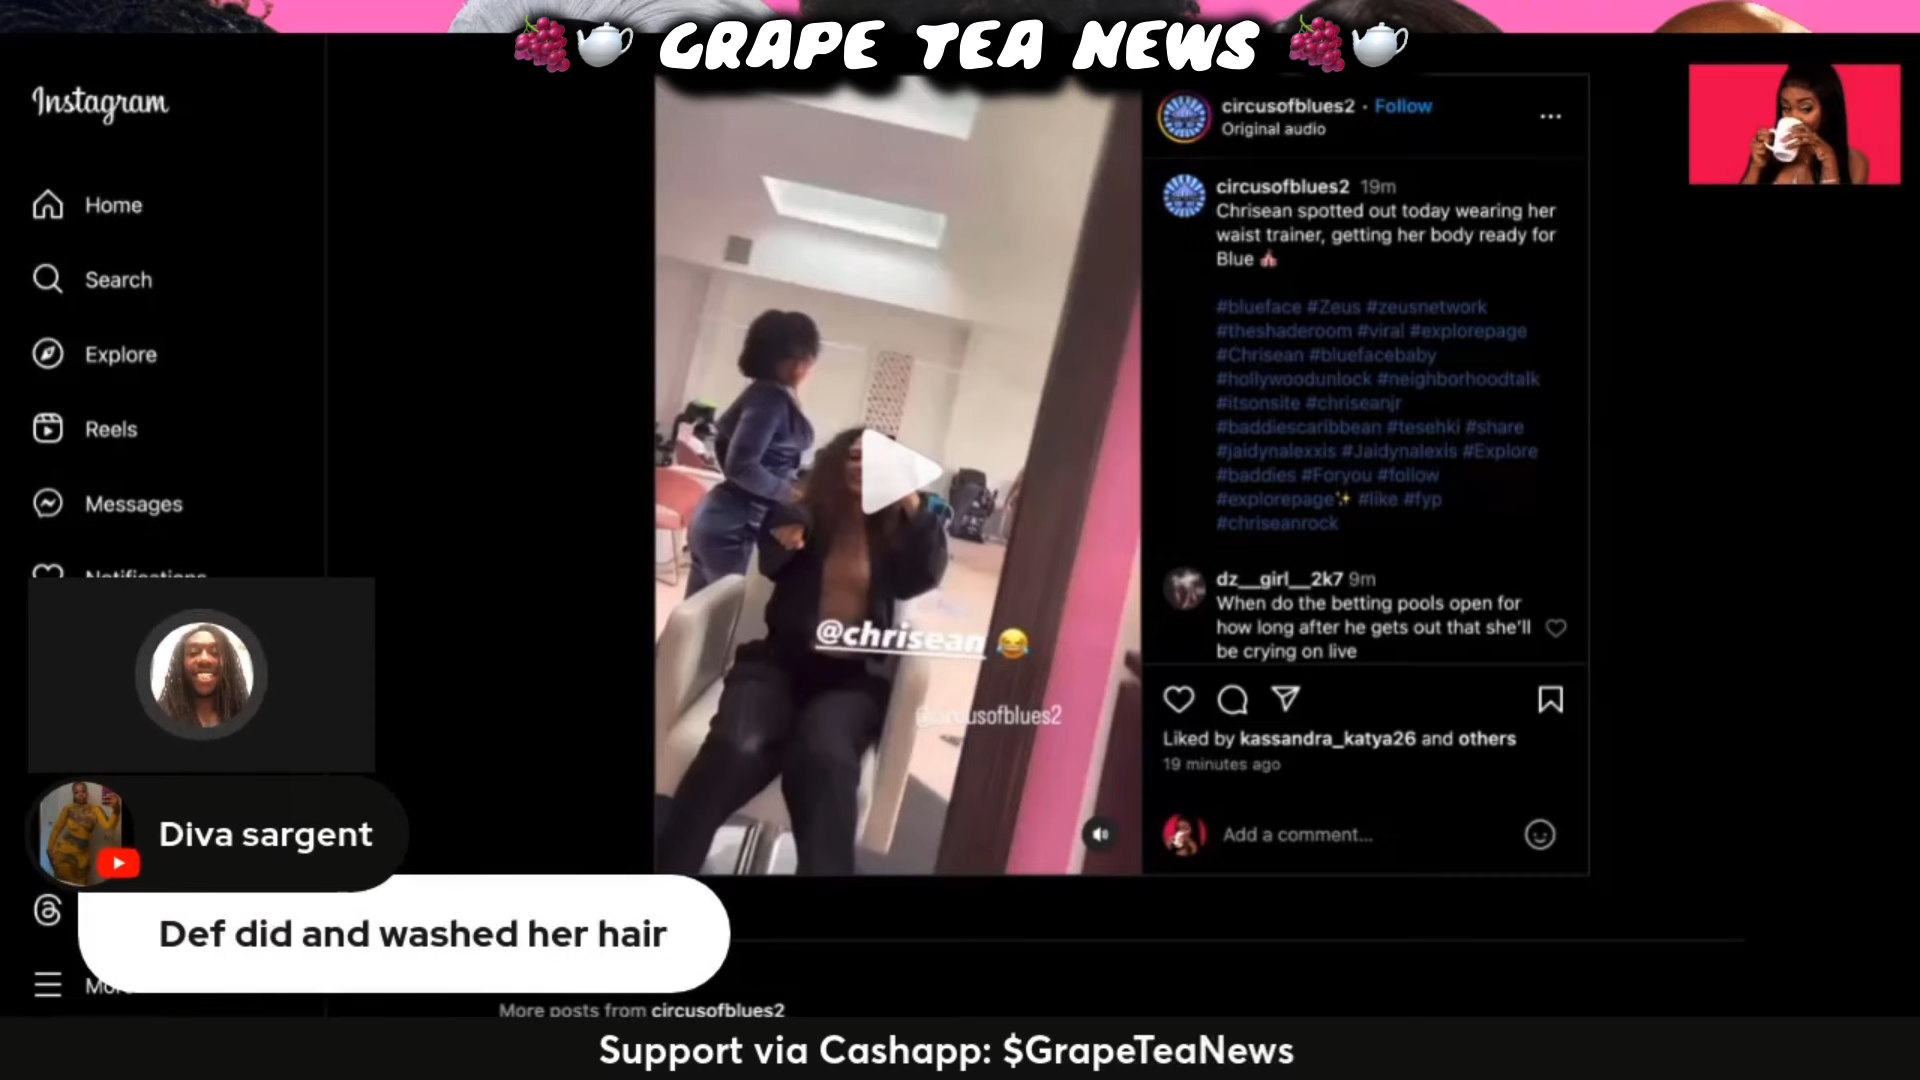 GRAPE TEA NEWS
Instagram
Home
Search
Explore
Reels
Messages
Notifications
More
circusofblues2 • Follow
Original audio
circusofblues2 19m
Chrisean spotted out today wearing her
waist trainer, getting her body ready for
Blue
#blueface #Zeus #zeusnetwork
#theshaderoom #viral #explorepage
#Chrisean #bluefacebaby
#hollywoodunlock #neighborhoodtalk
#itsonsite #chriseanjr
#baddiescaribbean #tesehki #share
#jaidynalexxis #Jaidynalexis #Explore
#baddies #Foryou #follow
#explorepage✨ #like #fyp
#chriseanrock
dz__girl__2k7 9m
When do the betting pools open for
how long after he gets out that she'll
be crying on live
Liked by kassandra_katya26 and others
19 minutes ago
Add a comment...
@chrisean 😂
@circusofblues2
Diva sargent
Def did and washed her hair
More posts from circusofblues2
Support via Cashapp: $GrapeTeaNews